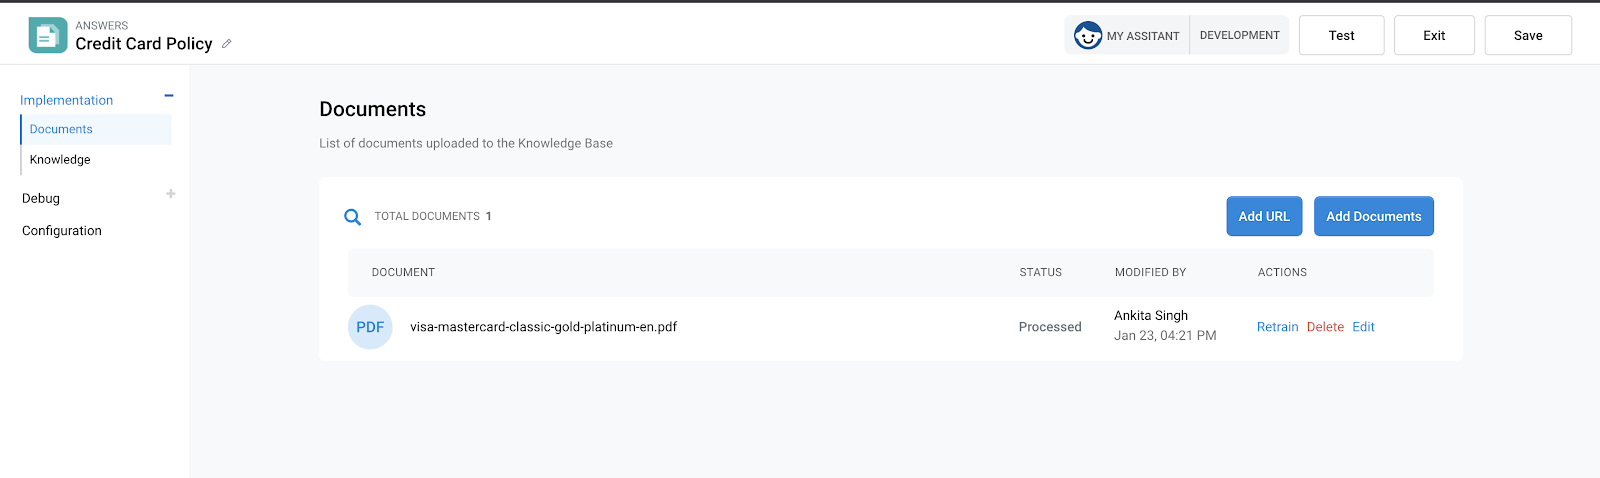 ANSWERS
Credit Card Policy
MY ASSITANT
DEVELOPMENT
Test
Exit
Save
Implementation
Documents
Knowledge
Debug
Configuration
Documents
List of documents uploaded to the Knowledge Base
TOTAL DOCUMENTS 1
Add URL
Add Documents
DOCUMENT STATUS MODIFIED BY ACTIONS
PDF visa-mastercard-classic-gold-platinum-en.pdf Processed Ankita Singh
Jan 23, 04:21 PM
Retrain Delete Edit